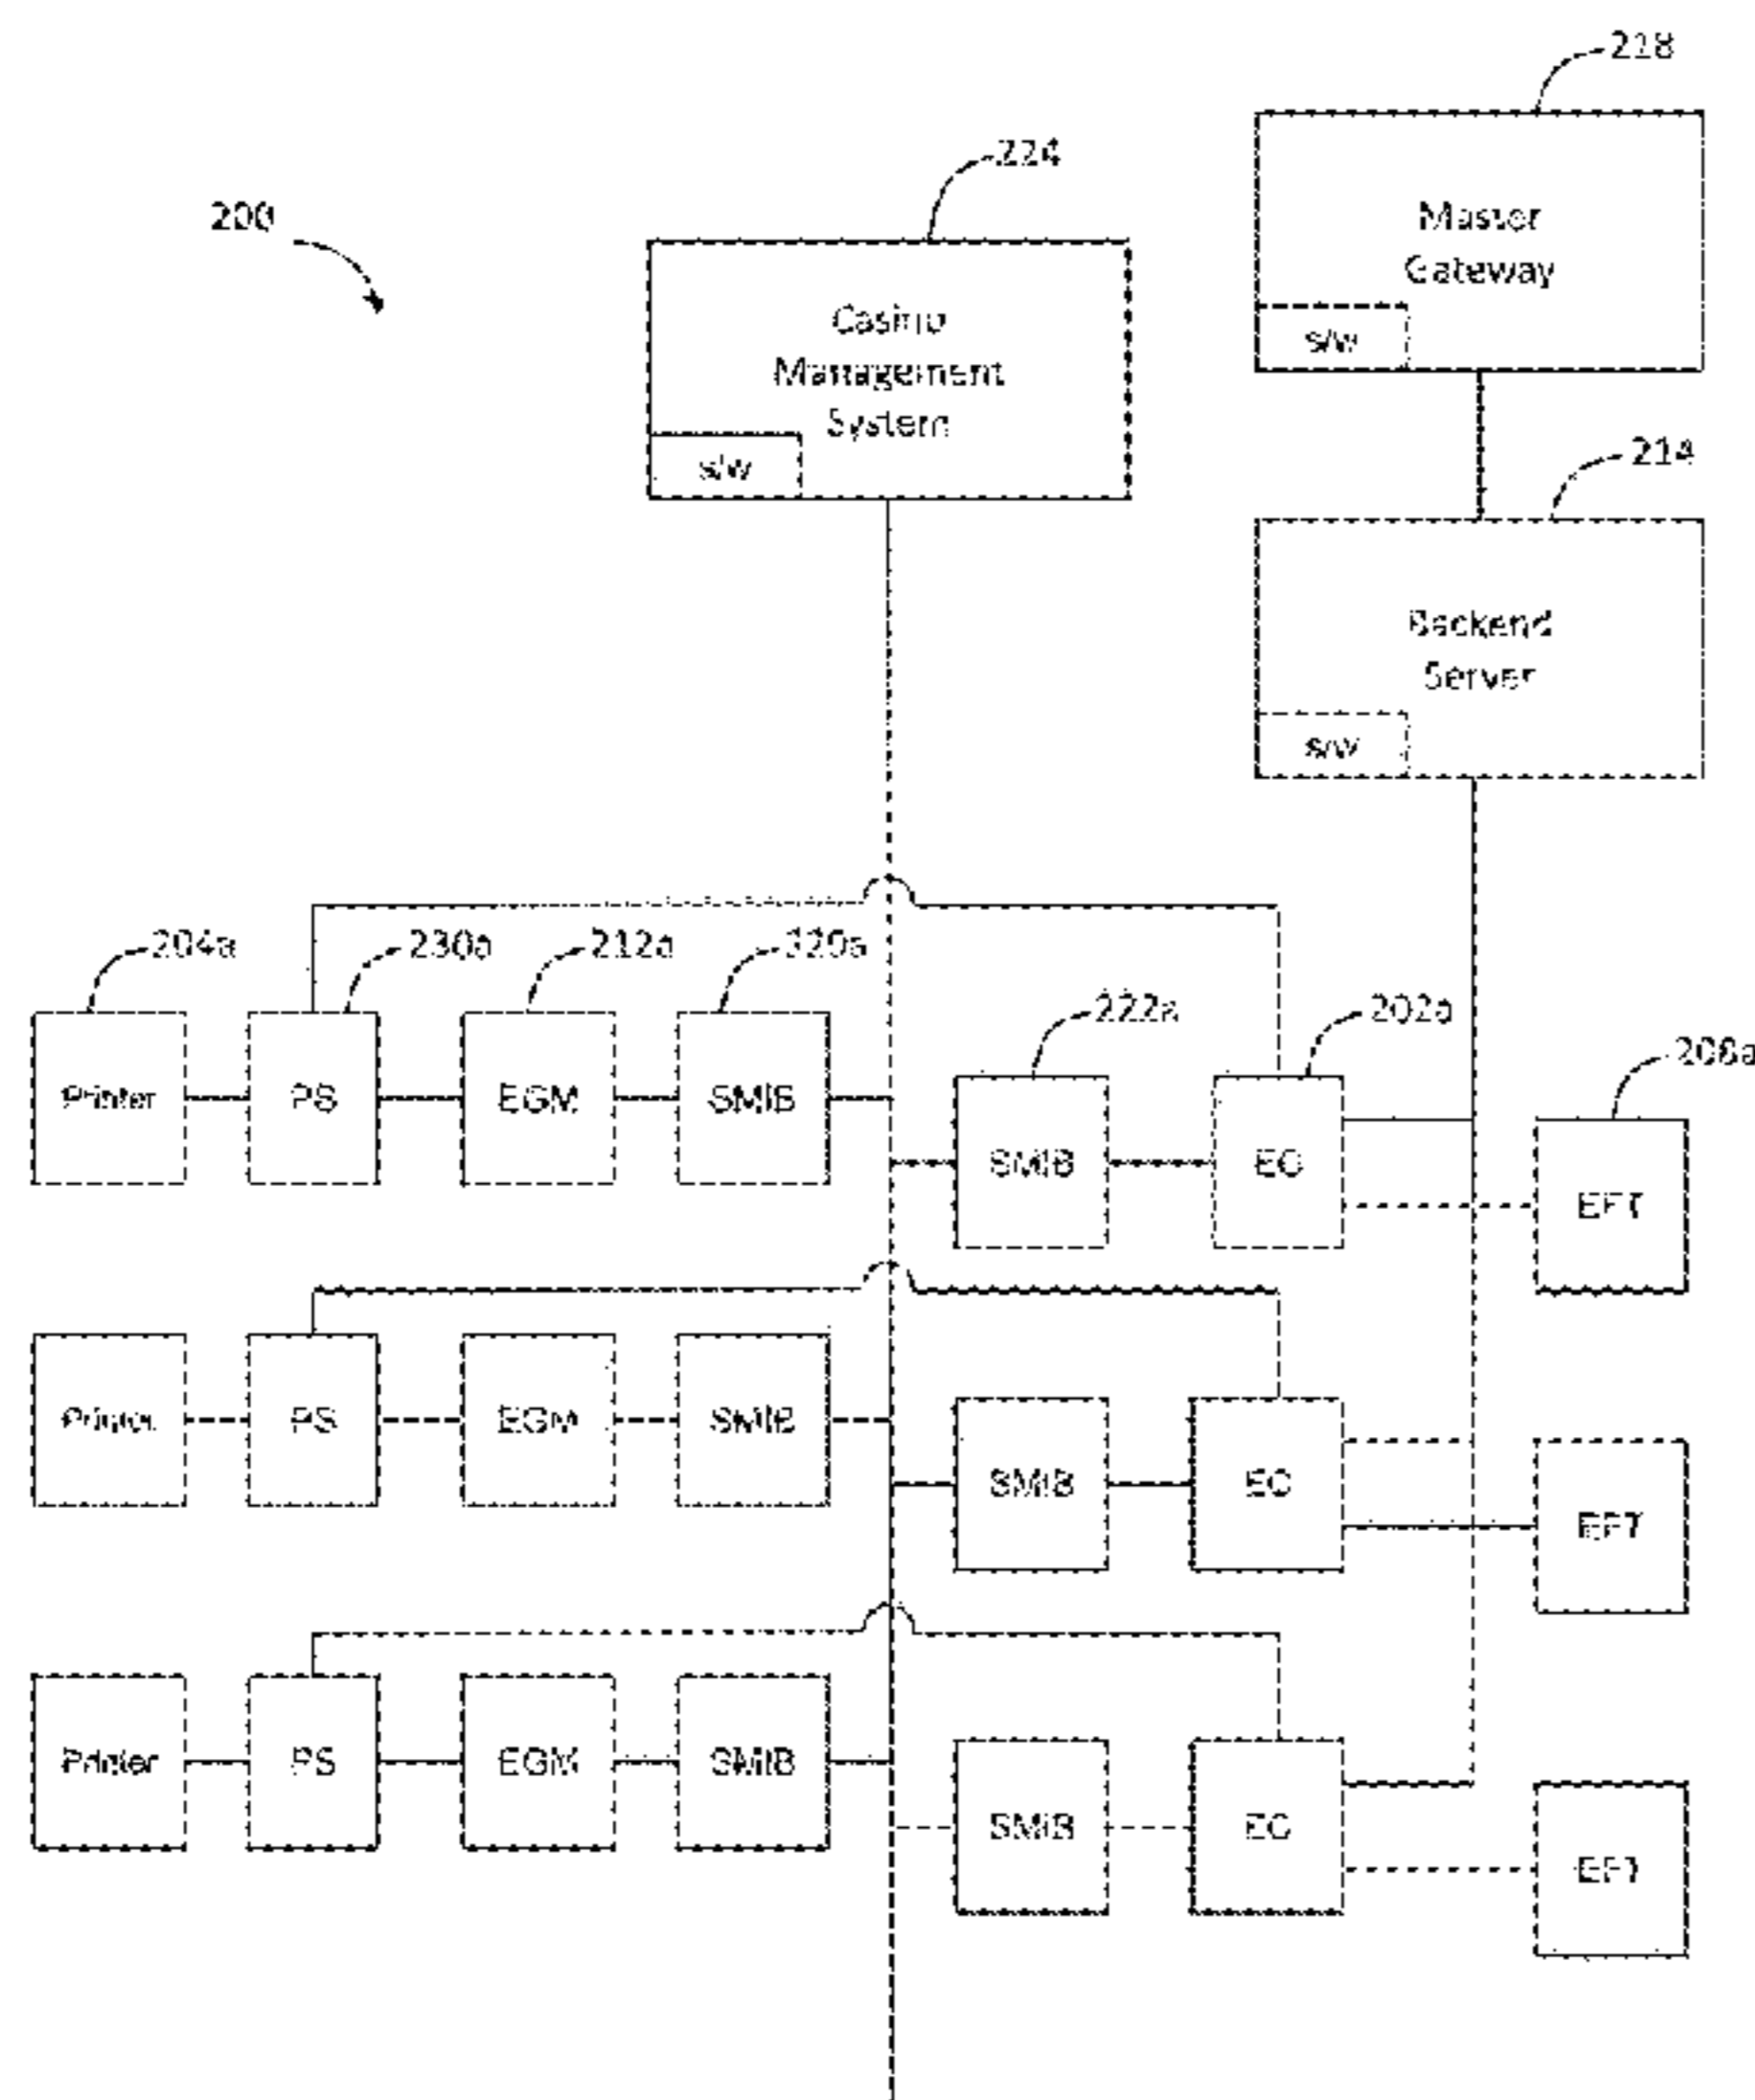 218
224
200
Master
Gateway
s/w
Casino
Management
System
s/w
214
Backend
Server
s/w
204a
230a
212a
220a
222a
202a
208a
Printer
PS
EGM
SMIB
SMIB
EC
EFT
Printer
PS
EGM
SMIB
SMIB
EC
EFT
Printer
PS
EGM
SMIB
SMIB
EC
EFT